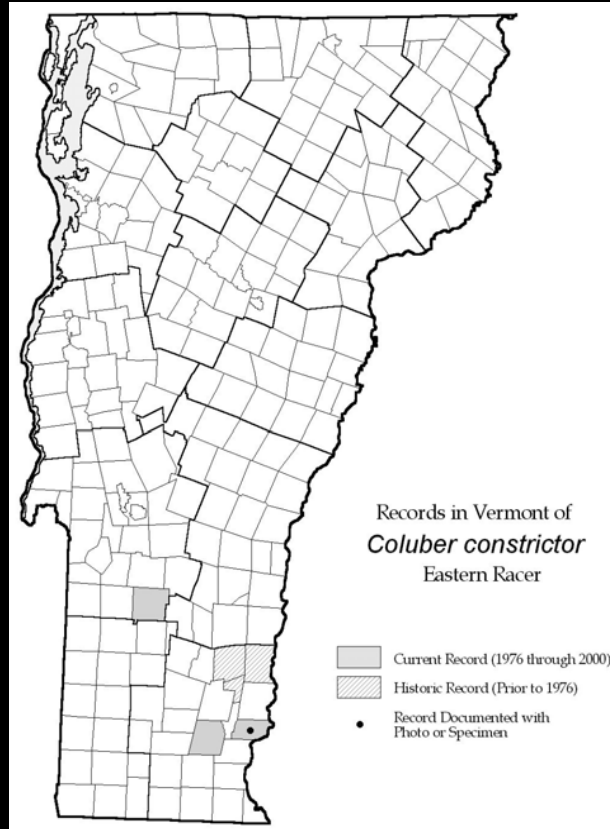 Records in Vermont of
Coluber constrictor
Eastern Racer
Current Record (1976 through 2000)
Historic Record (Prior to 1976)
Record Documented with
Photo or Specimen